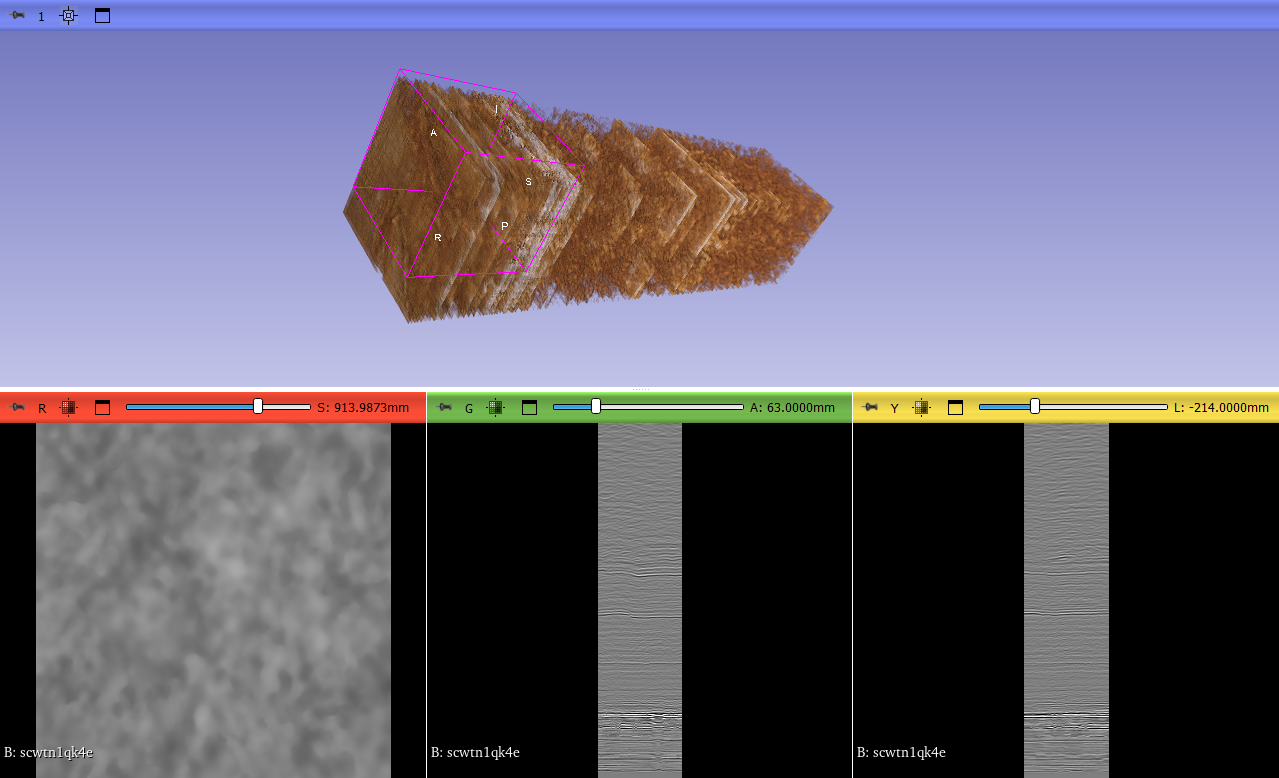 1
A
I
S
P
R
R
S: 913.9873mm
G
A: 63.0000mm
Y
L: -214.0000mm
B: scwtn1qk4e
B: scwtn1qk4e
B: scwtn1qk4e